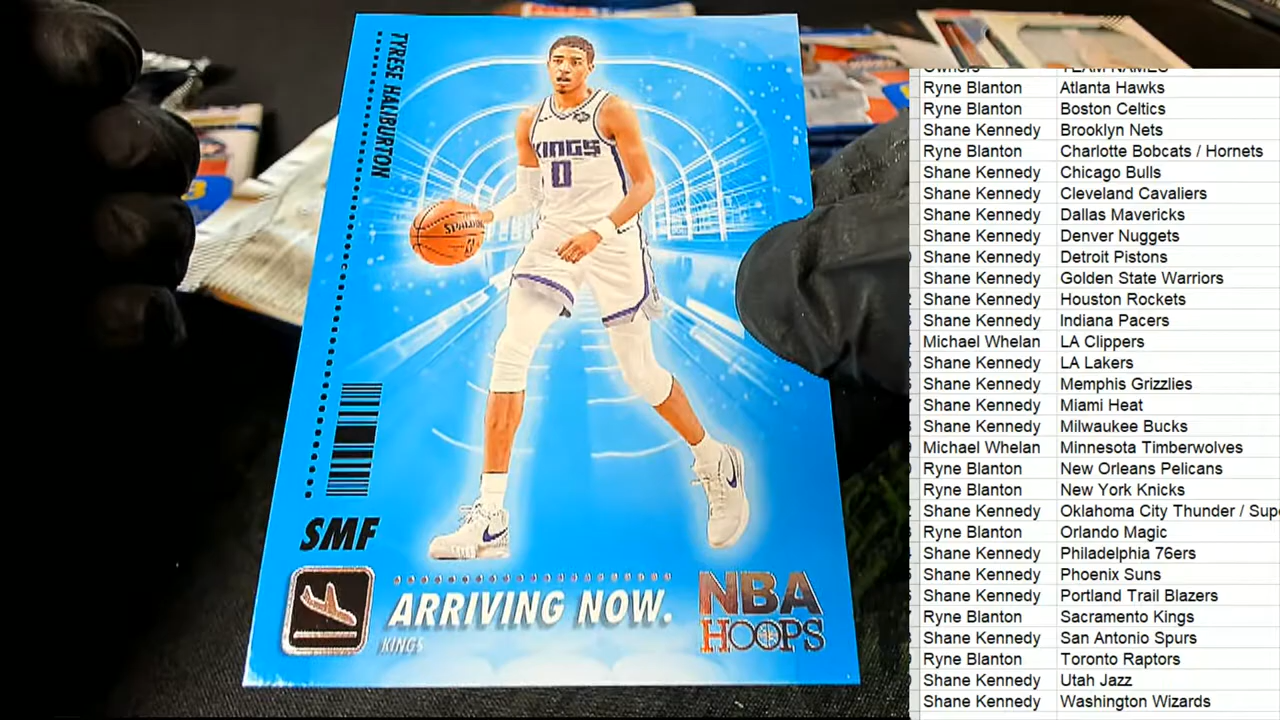 TYRESE HALIBURTON
KINGS
0
SPALDING
SMF
ARRIVING NOW.
KINGS
NBA
HOOPS
Owners TEAM NAMES
Ryne Blanton Atlanta Hawks
Ryne Blanton Boston Celtics
Shane Kennedy Brooklyn Nets
Ryne Blanton Charlotte Bobcats / Hornets
Shane Kennedy Chicago Bulls
Shane Kennedy Cleveland Cavaliers
Shane Kennedy Dallas Mavericks
Shane Kennedy Denver Nuggets
Shane Kennedy Detroit Pistons
Shane Kennedy Golden State Warriors
Shane Kennedy Houston Rockets
Shane Kennedy Indiana Pacers
Michael Whelan LA Clippers
Shane Kennedy LA Lakers
Shane Kennedy Memphis Grizzlies
Shane Kennedy Miami Heat
Shane Kennedy Milwaukee Bucks
Michael Whelan Minnesota Timberwolves
Ryne Blanton New Orleans Pelicans
Ryne Blanton New York Knicks
Shane Kennedy Oklahoma City Thunder / Sup
Ryne Blanton Orlando Magic
Shane Kennedy Philadelphia 76ers
Shane Kennedy Phoenix Suns
Shane Kennedy Portland Trail Blazers
Ryne Blanton Sacramento Kings
Shane Kennedy San Antonio Spurs
Ryne Blanton Toronto Raptors
Shane Kennedy Utah Jazz
Shane Kennedy Washington Wizards